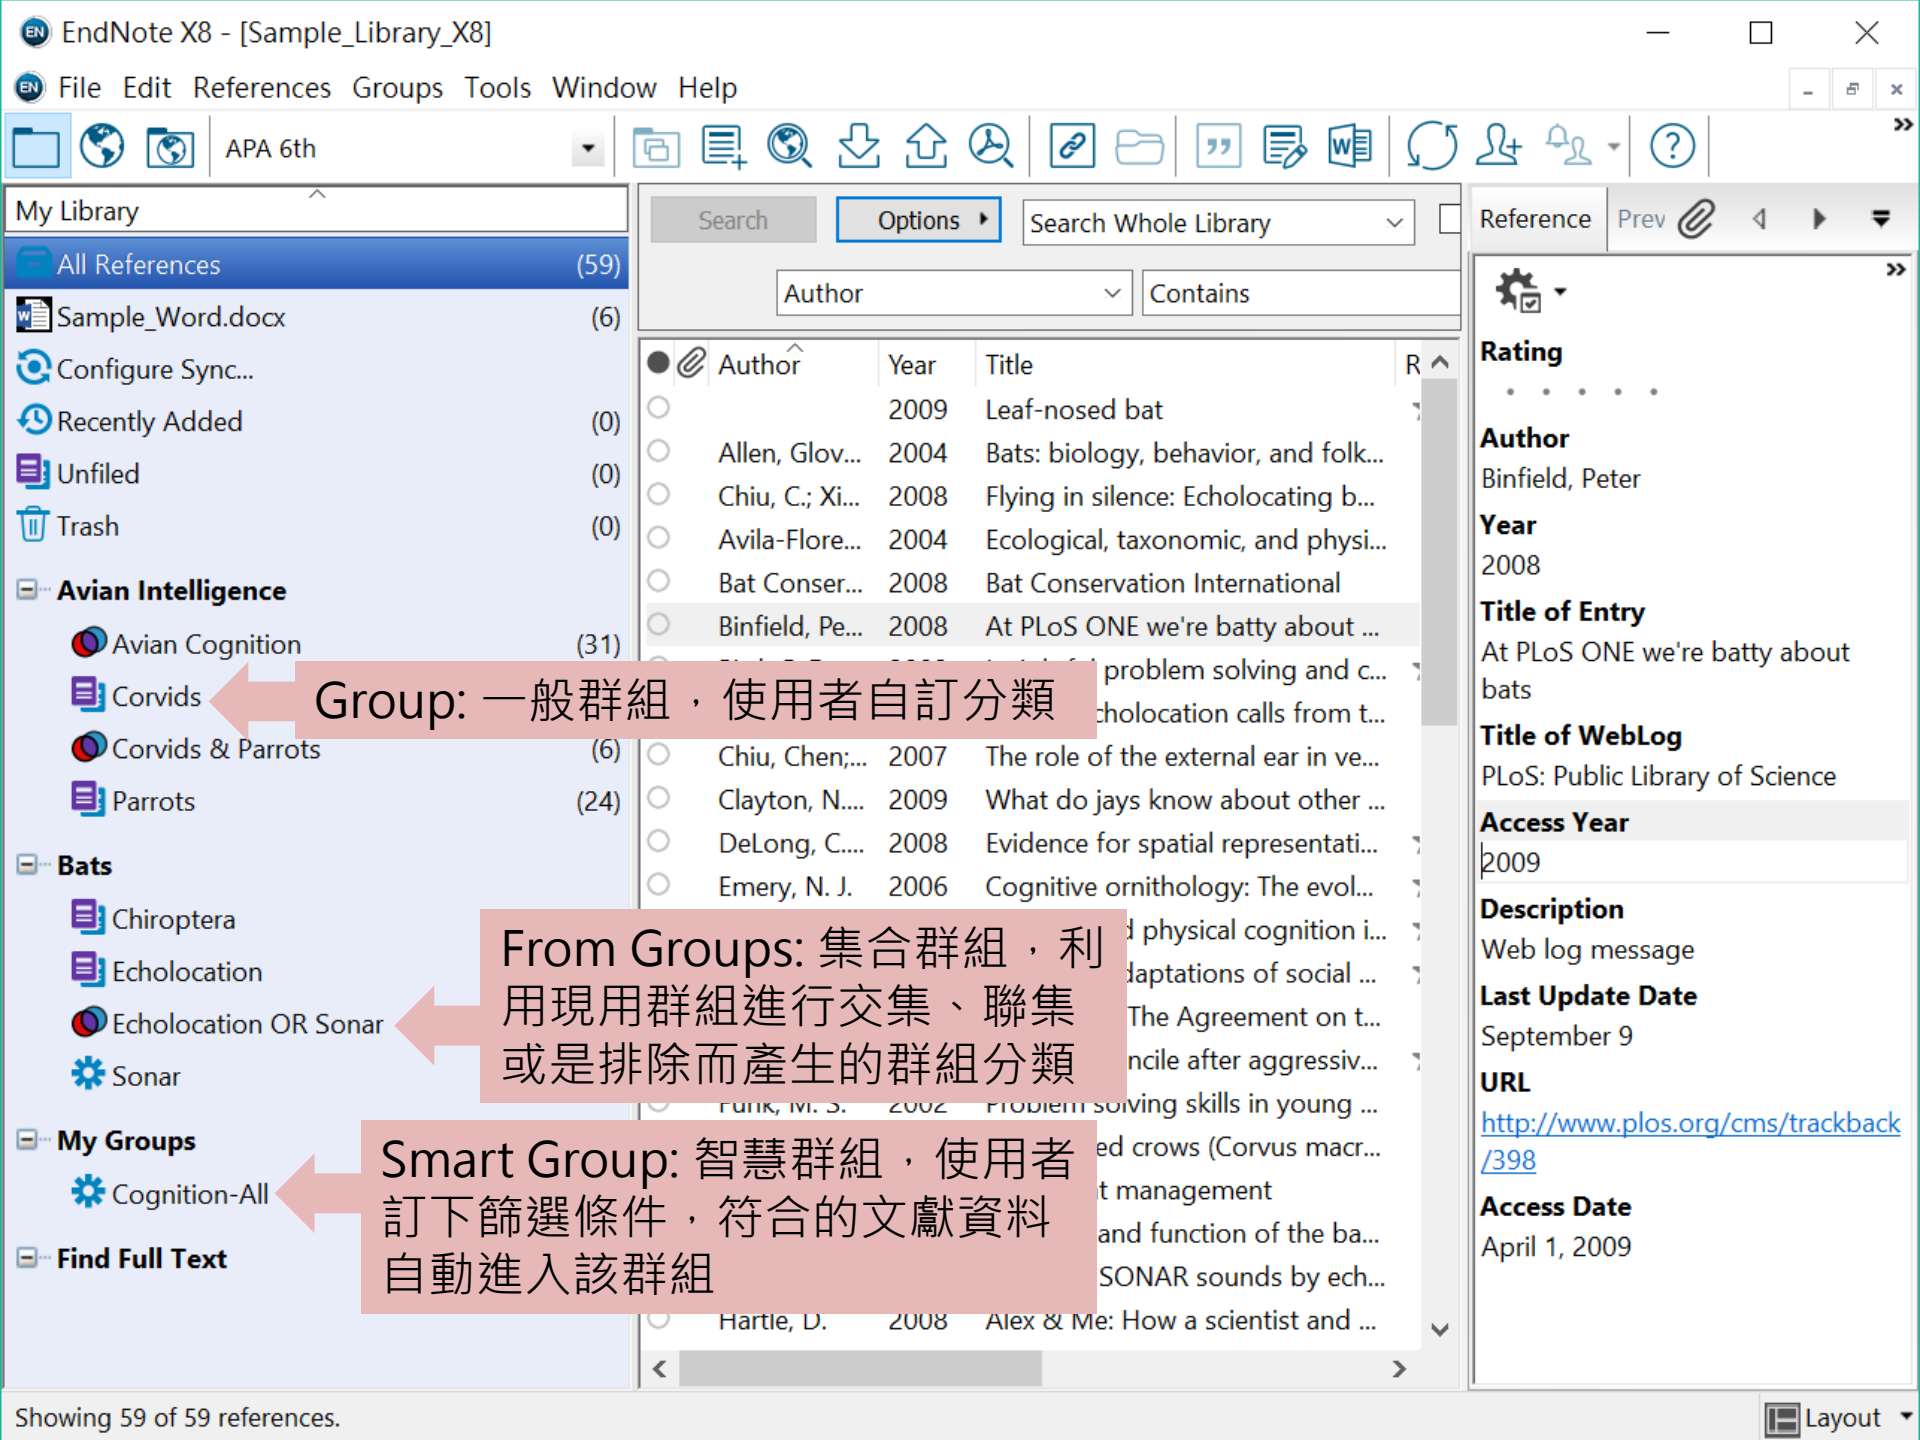 EndNote X8 - [Sample_Library_X8]
File Edit References Groups Tools Window Help
APA 6th
My Library
All References (59)
Sample_Word.docx (6)
Configure Sync...
Recently Added (0)
Unfiled (0)
Trash (0)
Avian Intelligence
Avian Cognition (31)
Corvids
Corvids & Parrots (6)
Parrots (24)
Bats
Chiroptera
Echolocation
Echolocation OR Sonar
Sonar
My Groups
Cognition-All
Find Full Text
Group: 一般群組，使用者自訂分類
From Groups: 集合群組，利
用現用群組進行交集、聯集
或是排除而產生的群組分類
Smart Group: 智慧群組，使用者
訂下篩選條件，符合的文獻資料
自動進入該群組
Search Options Search Whole Library
Author Contains
Author Year Title R
2009 Leaf-nosed bat
Allen, Glov... 2004 Bats: biology, behavior, and folk...
Chiu, C.; Xi... 2008 Flying in silence: Echolocating b...
Avila-Flore... 2004 Ecological, taxonomic, and physi...
Bat Conser... 2008 Bat Conservation International
Binfield, Pe... 2008 At PLoS ONE we're batty about ...
problem solving and c...
cholocation calls from t...
Chiu, Chen;... 2007 The role of the external ear in ve...
Clayton, N.... 2009 What do jays know about other ...
DeLong, C.... 2008 Evidence for spatial representati...
Emery, N. J. 2006 Cognitive ornithology: The evol...
d physical cognition i...
daptations of social ...
The Agreement on t...
ncile after aggressiv...
Funk, M. S. 2002 Problem solving skills in young ...
ed crows (Corvus macr...
t management
and function of the ba...
SONAR sounds by ech...
Hartle, D. 2008 Alex & Me: How a scientist and ...
Reference Prev
Rating
Author
Binfield, Peter
Year
2008
Title of Entry
At PLoS ONE we're batty about
bats
Title of WebLog
PLoS: Public Library of Science
Access Year
2009
Description
Web log message
Last Update Date
September 9
URL
http://www.plos.org/cms/trackback
/398
Access Date
April 1, 2009
Showing 59 of 59 references.
Layout